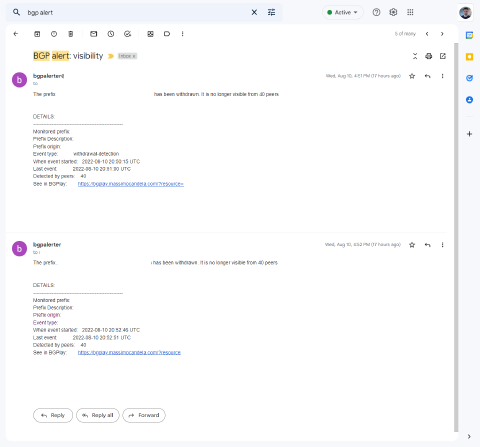 bgp alert
Active
5 of many
BGP alert: visibility
Inbox x
bgpalerter
Wed, Aug 10, 4:51 PM (17 hours ago)
to
The prefix has been withdrawn. It is no longer visible from 40 peers
DETAILS:
Monitored prefix:
Prefix Description:
Prefix origin:
Event type: withdrawal-detection
When event started: 2022-08-10 20:50:15 UTC
Last event: 2022-08-10 20:51:00 UTC
Detected by peers: 40
See in BGPlay: https://bgplay.massimocandela.com/?resource=
bgpalerter
Wed, Aug 10, 4:52 PM (17 hours ago)
to
The prefix has been withdrawn. It is no longer visible from 40 peers
DETAILS:
Monitored prefix:
Prefix Description:
Prefix origin:
Event type:
When event started: 2022-08-10 20:52:46 UTC
Last event: 2022-08-10 20:52:51 UTC
Detected by peers: 40
See in BGPlay: https://bgplay.massimocandela.com/?resource
Reply
Reply all
Forward